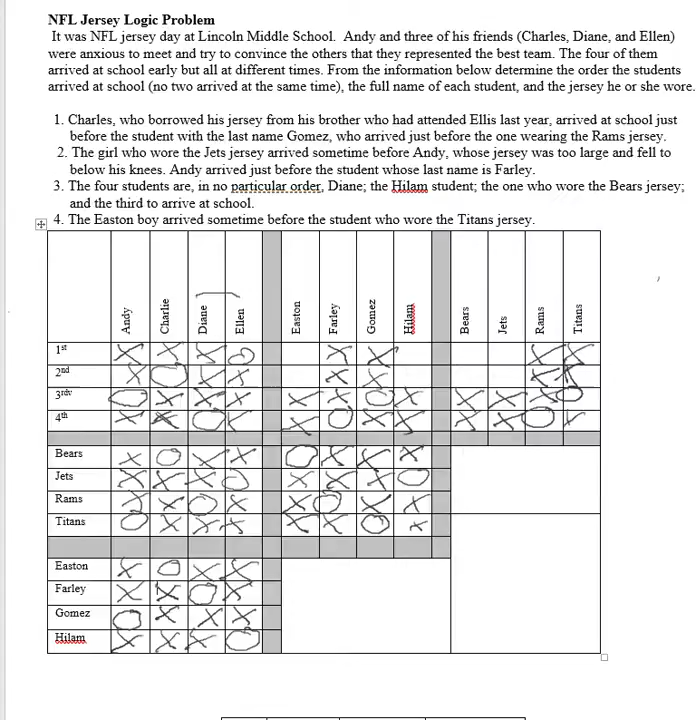 NFL Jersey Logic Problem
It was NFL jersey day at Lincoln Middle School. Andy and three of his friends (Charles, Diane, and Ellen)
were anxious to meet and try to convince the others that they represented the best team. The four of them
arrived at school early but all at different times. From the information below determine the order the students
arrived at school (no two arrived at the same time), the full name of each student, and the jersey he or she wore.
1. Charles, who borrowed his jersey from his brother who had attended Ellis last year, arrived at school just
before the student with the last name Gomez, who arrived just before the one wearing the Rams jersey.
2. The girl who wore the Jets jersey arrived sometime before Andy, whose jersey was too large and fell to
below his knees. Andy arrived just before the student whose last name is Farley.
3. The four students are, in no particular order, Diane; the Hilam student; the one who wore the Bears jersey;
and the third to arrive at school.
4. The Easton boy arrived sometime before the student who wore the Titans jersey.
Andy Charlie Diane Ellen Easton Farley Gomez Hilam Bears Jets Rams Titans
1st X X X O X X X X
2nd X O X X X X X X
3rd O X X X X X O X X X X O
4th X X O X X O X X X X O X
Bears X O X X O X X X
Jets X X X O X X X O
Rams X X O X X O X X
Titans O X X X X X O X
Easton X O X X
Farley X X O X
Gomez O X X X
Hilam X X X O